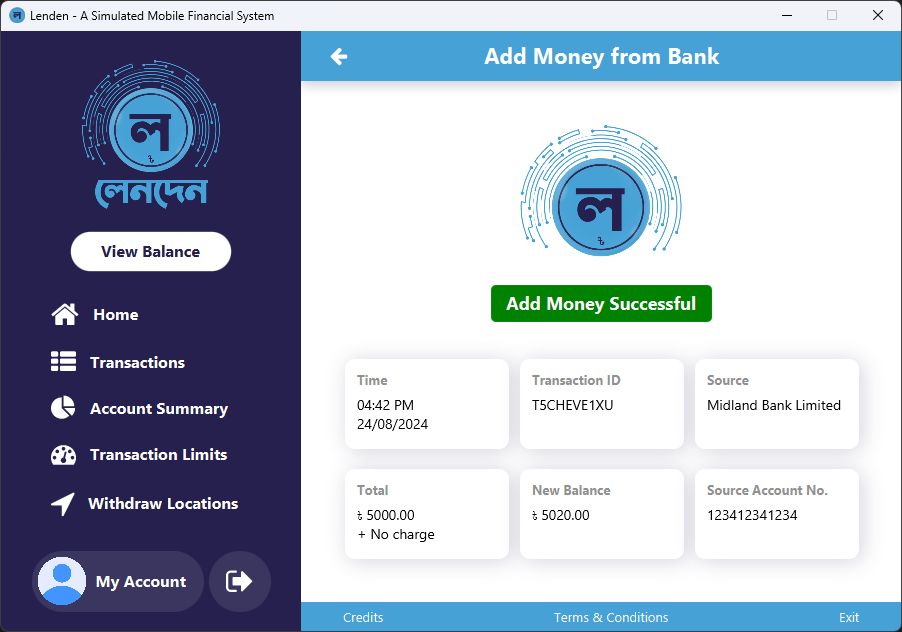 Lenden - A Simulated Mobile Financial System
Add Money from Bank
ল
৳
লেনদেন
View Balance
Home
Transactions
Account Summary
Transaction Limits
Withdraw Locations
My Account
ল
৳
Add Money Successful
Time
04:42 PM
24/08/2024
Transaction ID
T5CHEVE1XU
Source
Midland Bank Limited
Total
৳ 5000.00
+ No charge
New Balance
৳ 5020.00
Source Account No.
123412341234
Credits
Terms & Conditions
Exit